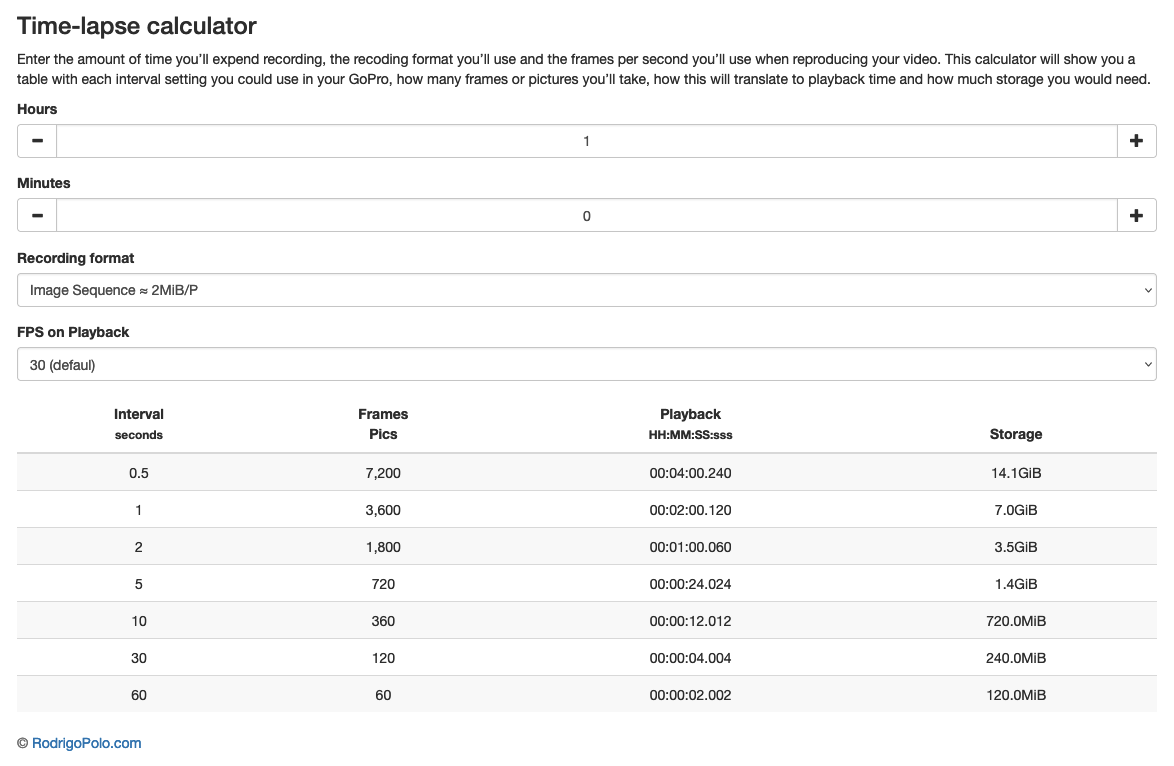 Time-lapse calculator
Enter the amount of time you'll expend recording, the recoding format you'll use and the frames per second you'll use when reproducing your video. This calculator will show you a
table with each interval setting you could use in your GoPro, how many frames or pictures you'll take, how this will translate to playback time and how much storage you would need.
Hours
1
Minutes
0
Recording format
Image Sequence ≈ 2MiB/P
FPS on Playback
30 (defaul)
Interval Frames Playback
seconds Pics HH:MM:SS:sss Storage
0.5 7,200 00:04:00.240 14.1GiB
1 3,600 00:02:00.120 7.0GiB
2 1,800 00:01:00.060 3.5GiB
5 720 00:00:24.024 1.4GiB
10 360 00:00:12.012 720.0MiB
30 120 00:00:04.004 240.0MiB
60 60 00:00:02.002 120.0MiB
© RodrigoPolo.com